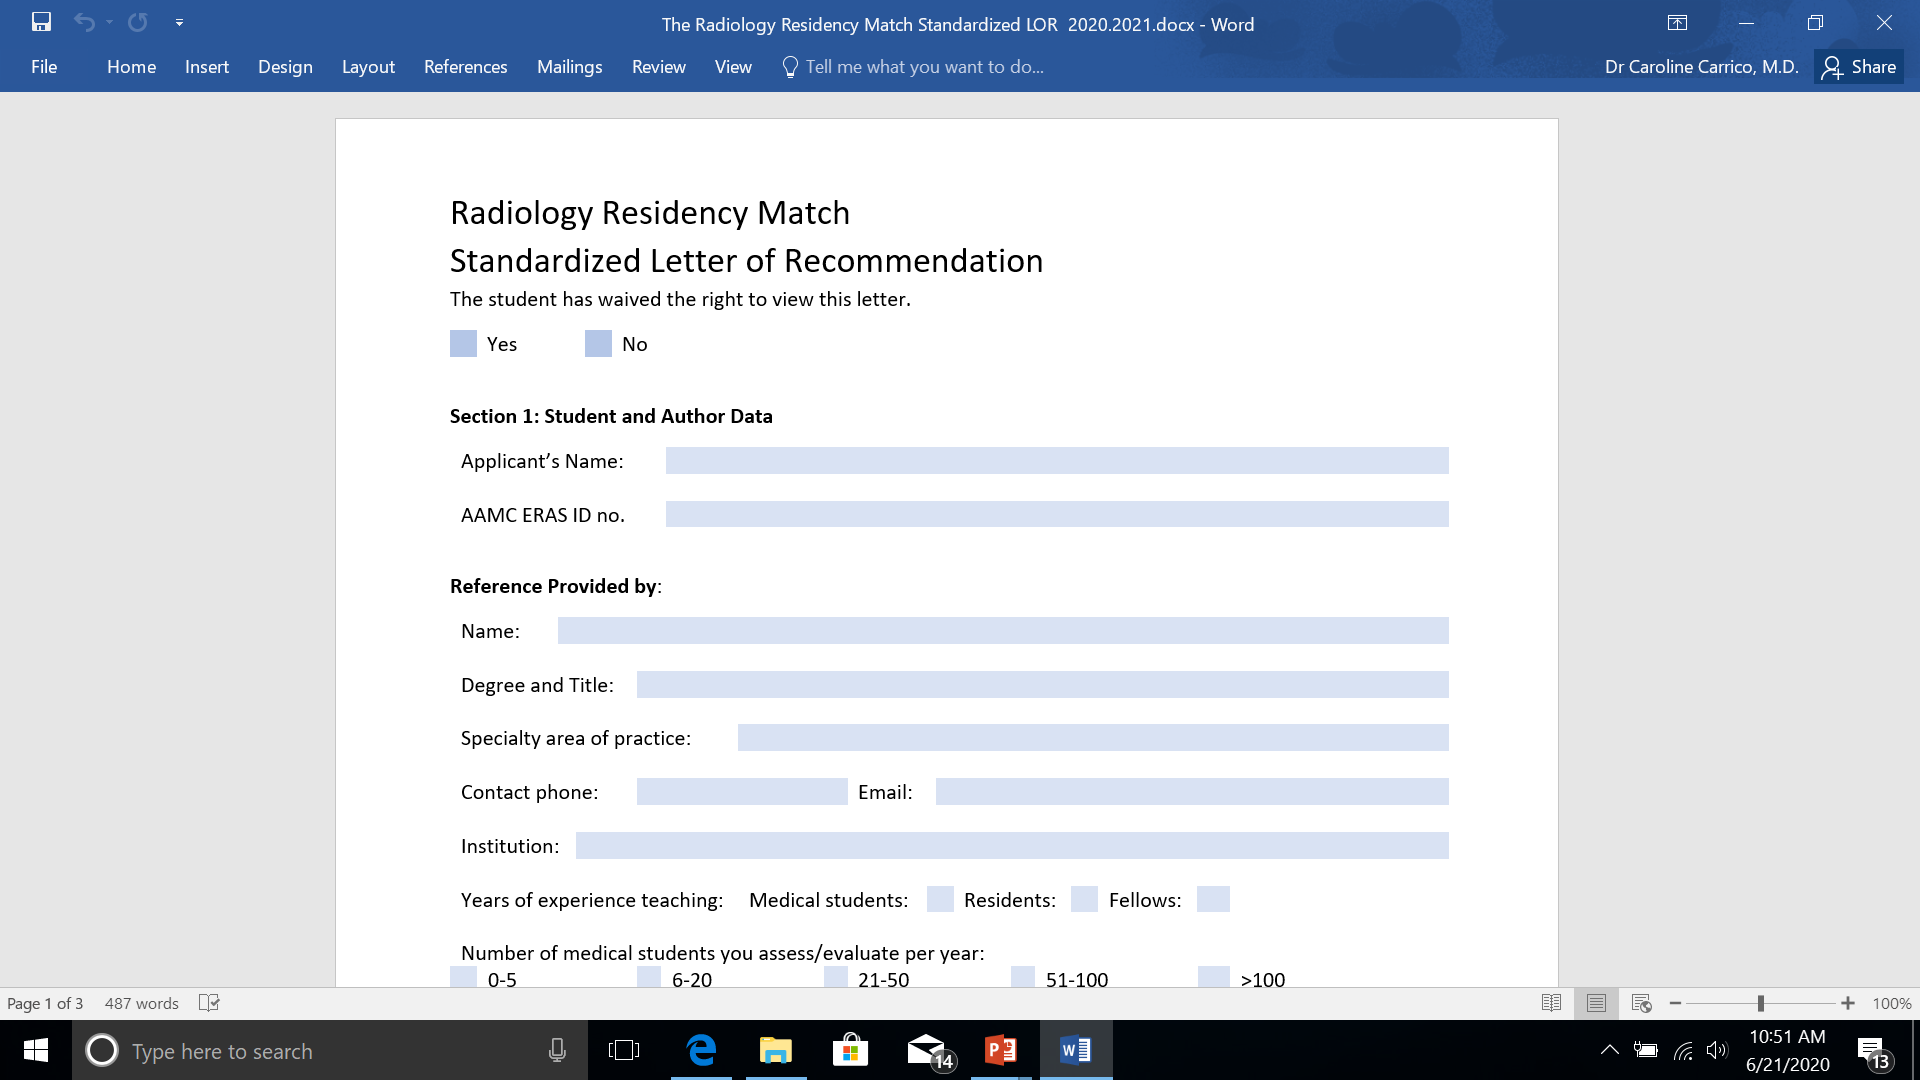 The Radiology Residency Match Standardized LOR  2020.2021.docx - Word
File Home Insert Design Layout References Mailings Review View Tell me what you want to do... Dr Caroline Carrico, M.D. Share
Radiology Residency Match
Standardized Letter of Recommendation
The student has waived the right to view this letter.
Yes No
Section 1: Student and Author Data
Applicant’s Name:
AAMC ERAS ID no.
Reference Provided by:
Name:
Degree and Title:
Specialty area of practice:
Contact phone: Email:
Institution:
Years of experience teaching: Medical students: Residents: Fellows:
Number of medical students you assess/evaluate per year:
0-5 6-20 21-50 51-100 >100
Page 1 of 3 487 words 100%
Type here to search 14 10:51 AM
6/21/2020 13